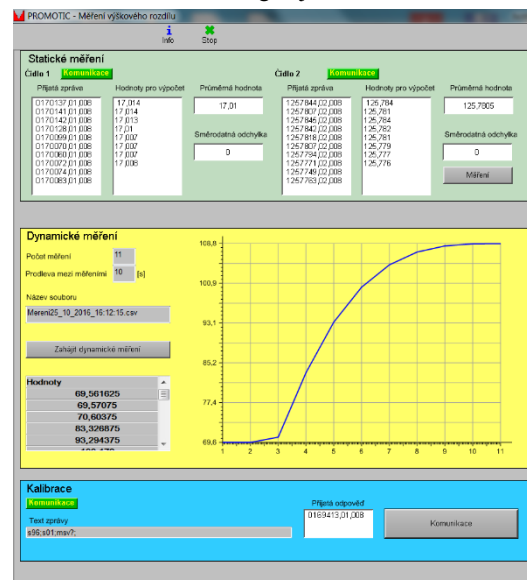 PROMOTIC - Měření výškového rozdílu
Info Stop
Statické měření
Čidlo 1 Komunikace
Přijatá zpráva Hodnoty pro výpočet Průměrná hodnota
0170137,01,008
0170141,01,008
0170142,01,008
0170128,01,008
0170099,01,008
0170070,01,008
0170060,01,008
0170072,01,008
0170074,01,008
0170083,01,008
17,014
17,014
17,013
17,01
17,007
17,007
17,007
17,008
17,01
Směrodatná odchylka
0
Čidlo 2 Komunikace
Přijatá zpráva Hodnoty pro výpočet Průměrná hodnota
1257844,02,008
1257807,02,008
1257845,02,008
1257842,02,008
1257818,02,008
1257807,02,008
1257794,02,008
1257771,02,008
1257749,02,008
1257763,02,008
125,784
125,781
125,784
125,782
125,781
125,779
125,777
125,776
125,7805
Směrodatná odchylka
0
Měření
Dynamické měření
Počet měření 11
Prodleva mezi měřeními 10 [s]
Název souboru
Mereni25_10_2016_16:12:15.csv
Zahájit dynamické měření
Hodnoty
69,561625
69,57075
70,60375
83,326875
93,294375
108,8
100,9
93,1
85,2
77,4
69,6
1 2 3 4 5 6 7 8 9 10 11
Kalibrace
Komunikace
Text zprávy
s96;s01;msv?;
Přijatá odpověď
0169413,01,008
Komunikace